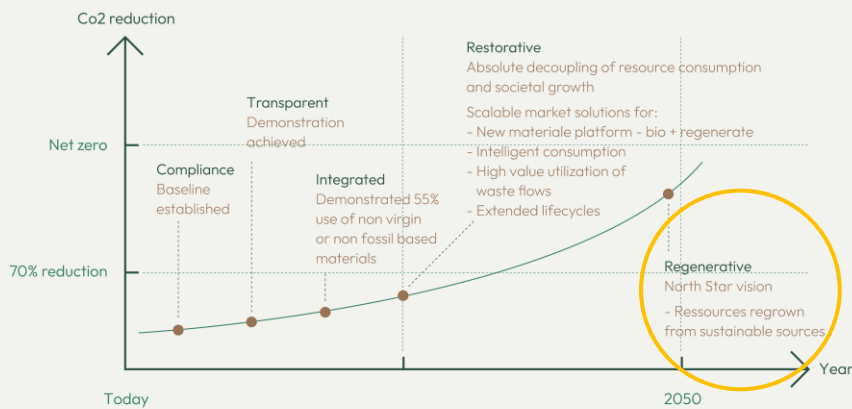 Co2 reduction
Restorative
Absolute decoupling of resource consumption
and societal growth
Scalable market solutions for:
- New materiale platform - bio + regenerate
- Intelligent consumption
- High value utilization of
waste flows
- Extended lifecycles
Transparent
Demonstration
achieved
Net zero
Compliance
Baseline
established
Integrated
Demonstrated 55%
use of non virgin
or non fossil based
materials
70% reduction
Regenerative
North Star vision
- Ressources regrown
from sustainable sources
Year
Today
2050